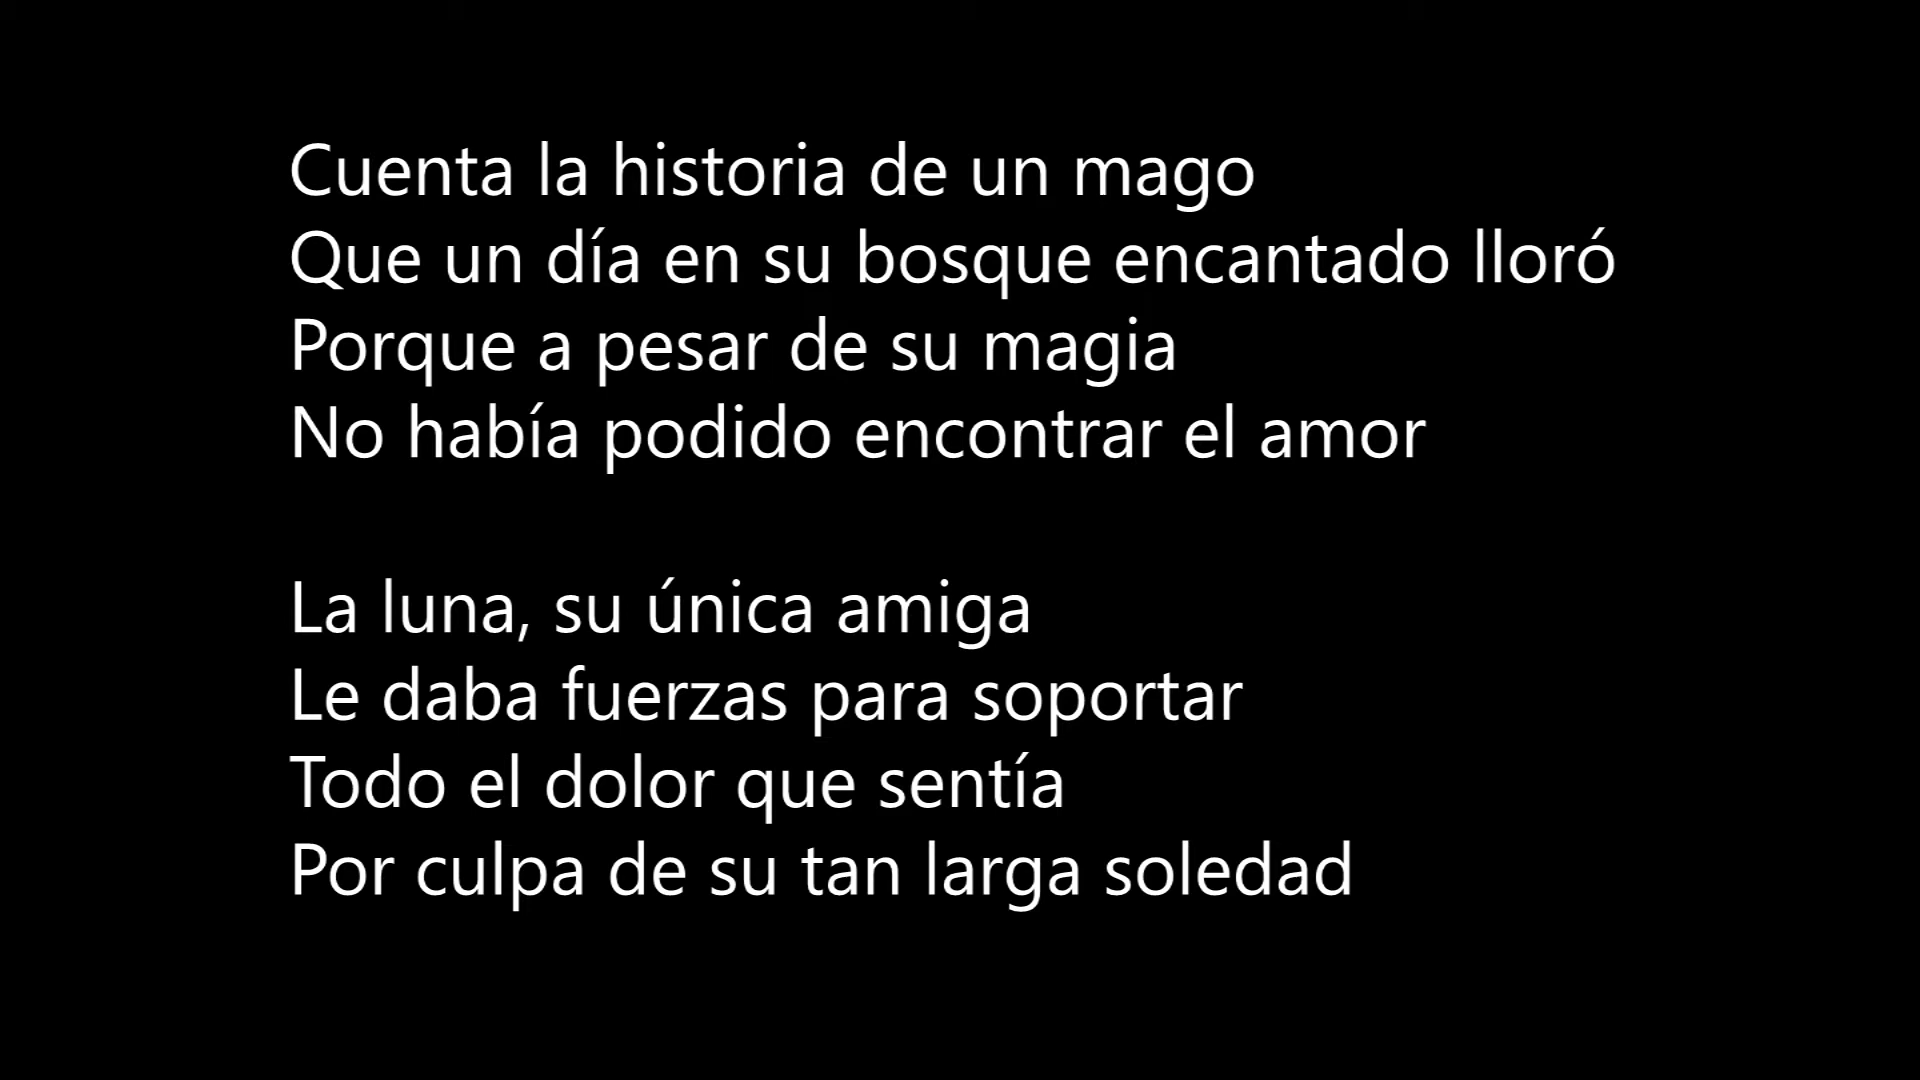 Cuenta la historia de un mago
Que un día en su bosque encantado lloró
Porque a pesar de su magia
No había podido encontrar el amor
La luna, su única amiga
Le daba fuerzas para soportar
Todo el dolor que sentía
Por culpa de su tan larga soledad